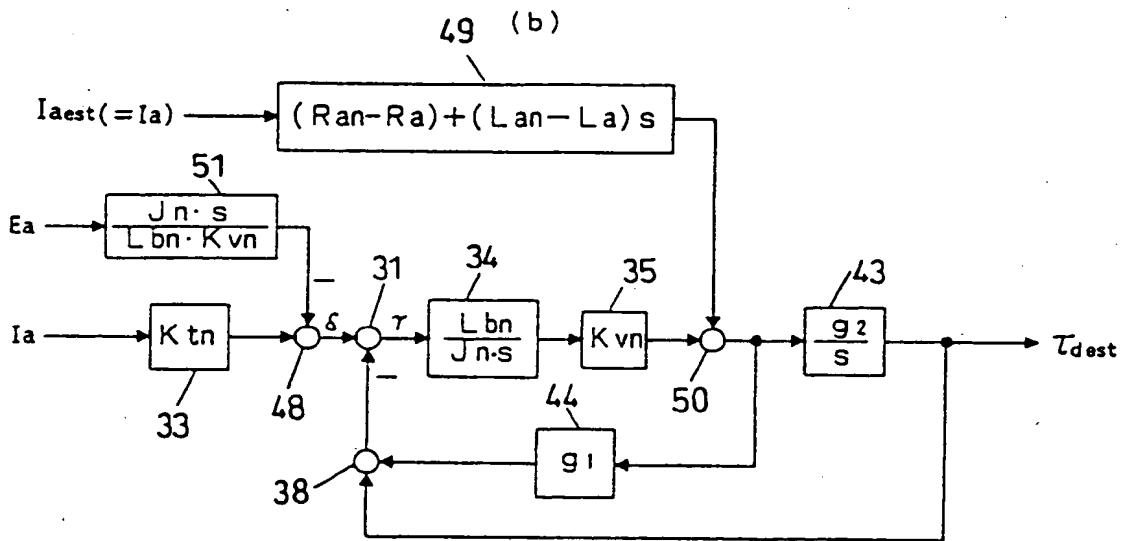 (b)
49
Iaest(=Ia)
(Ran−Ra)+(Lan−La)s
51
Ea
Jn·s
Lbn·Kvn
−
31
34
35
43
Ia
Ktn
δ
γ
Lbn
Jn·s
Kvn
g2
s
τdest
33
48
−
50
44
g1
38